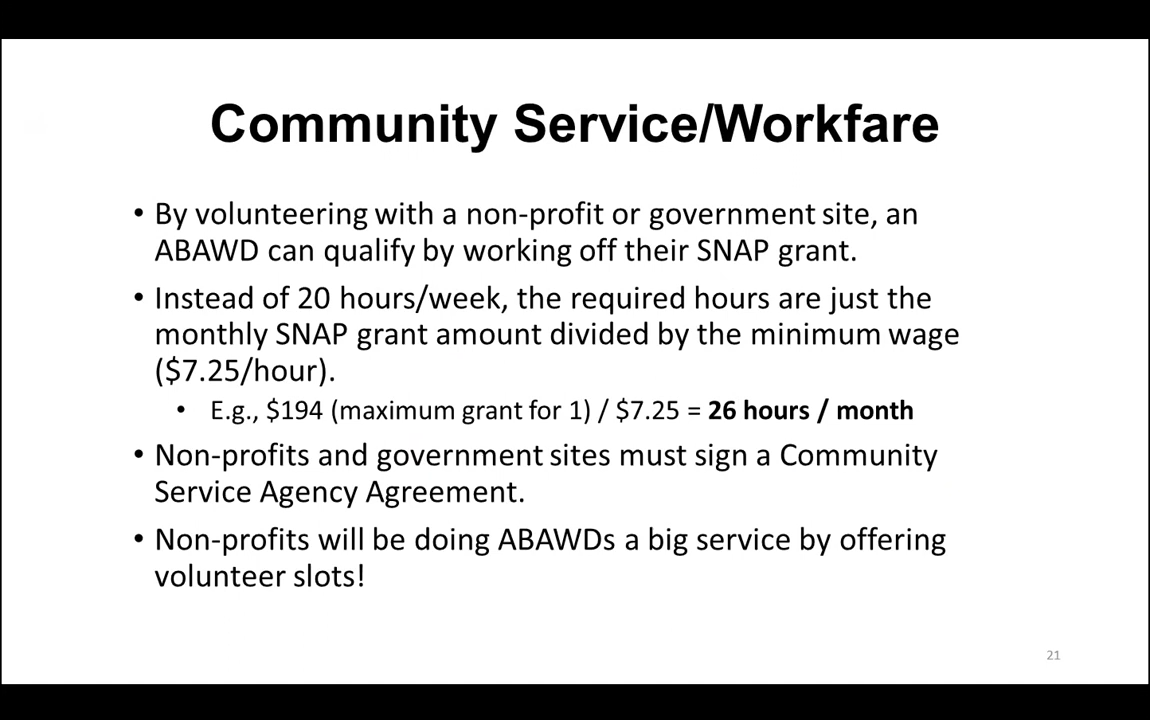 Community Service/Workfare
• By volunteering with a non-profit or government site, an
ABAWD can qualify by working off their SNAP grant.
• Instead of 20 hours/week, the required hours are just the
monthly SNAP grant amount divided by the minimum wage
($7.25/hour).
• E.g., $194 (maximum grant for 1) / $7.25 = 26 hours / month
• Non-profits and government sites must sign a Community
Service Agency Agreement.
• Non-profits will be doing ABAWDs a big service by offering
volunteer slots!
21